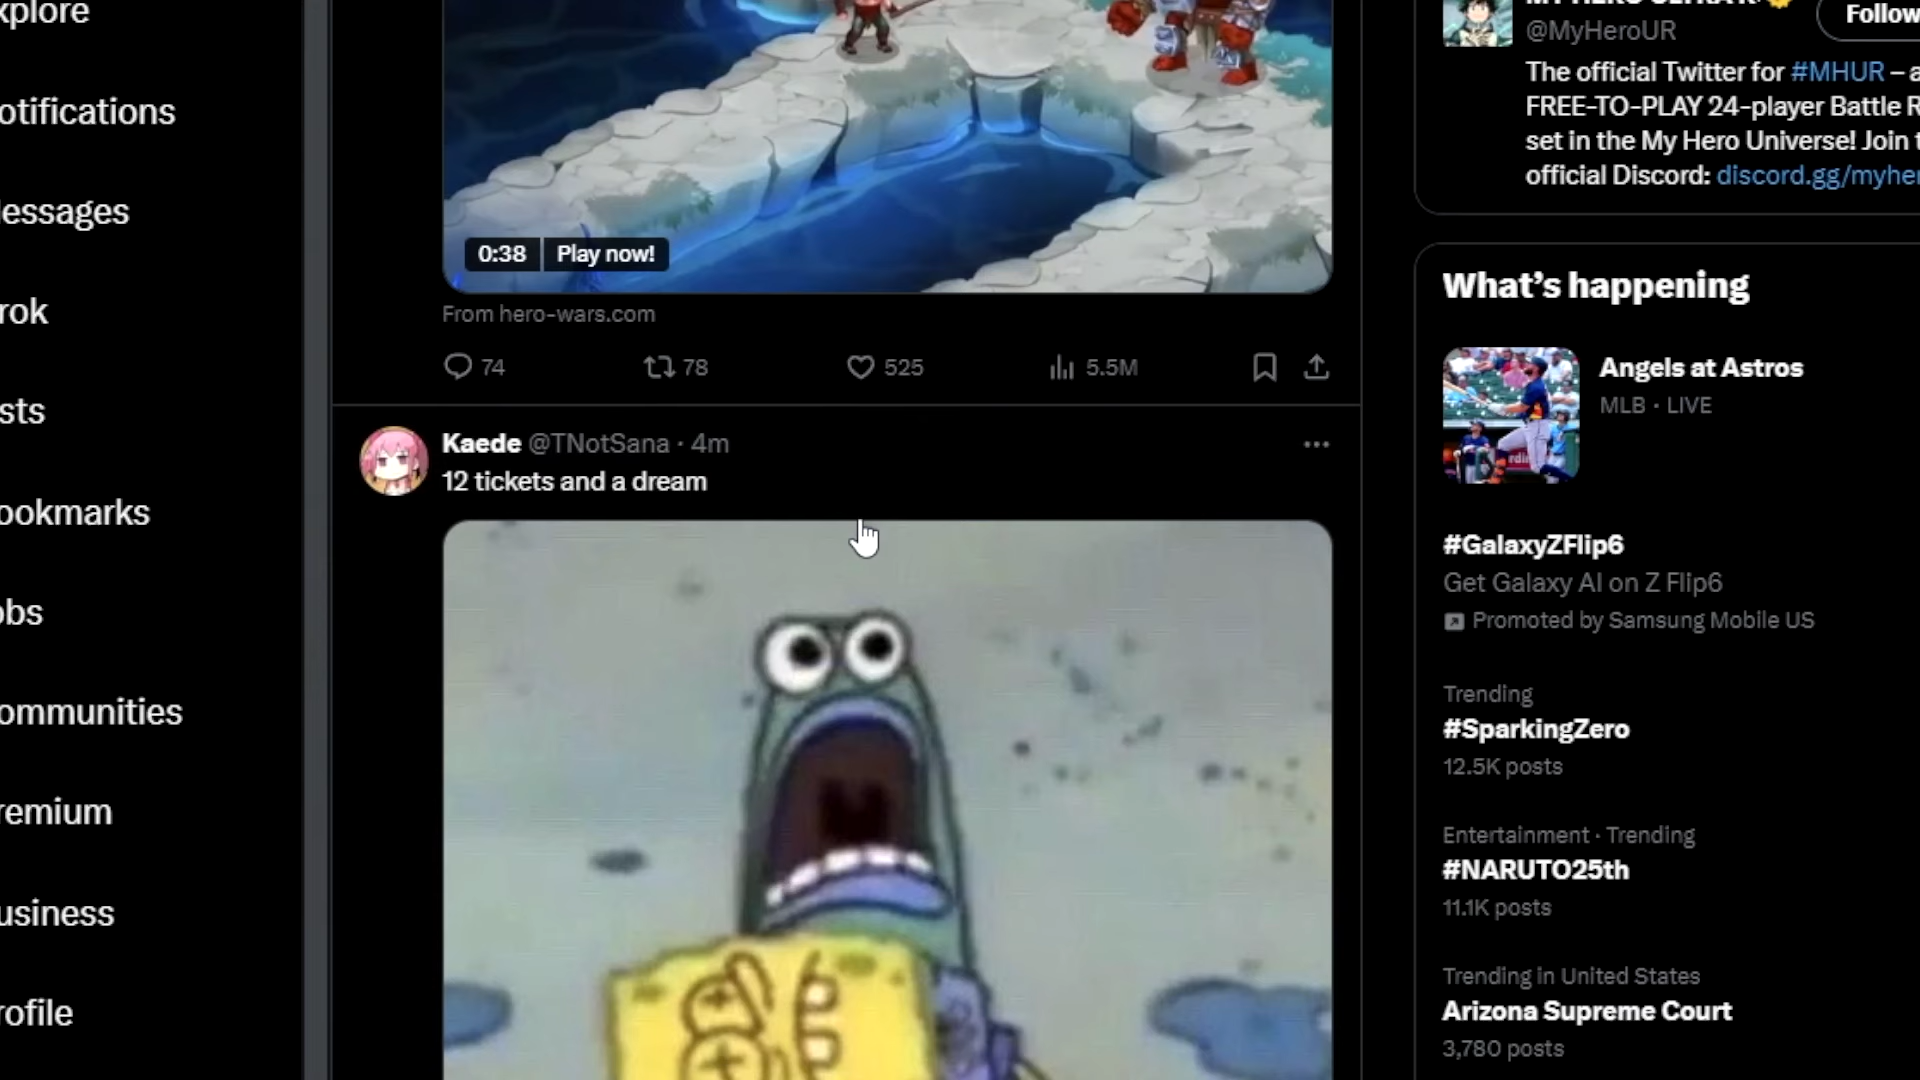 xplore
otifications
essages
rok
sts
ookmarks
obs
ommunities
remium
usiness
rofile
0:38 Play now!
From hero-wars.com
74 78 525 5.5M
Kaede @TNotSana · 4m
12 tickets and a dream
@MyHeroUR
Follow
The official Twitter for #MHUR – a
FREE-TO-PLAY 24-player Battle R
set in the My Hero Universe! Join t
official Discord: discord.gg/myher
What's happening
Angels at Astros
MLB · LIVE
#GalaxyZFlip6
Get Galaxy AI on Z Flip6
Promoted by Samsung Mobile US
Trending
#SparkingZero
12.5K posts
Entertainment · Trending
#NARUTO25th
11.1K posts
Trending in United States
Arizona Supreme Court
3,780 posts